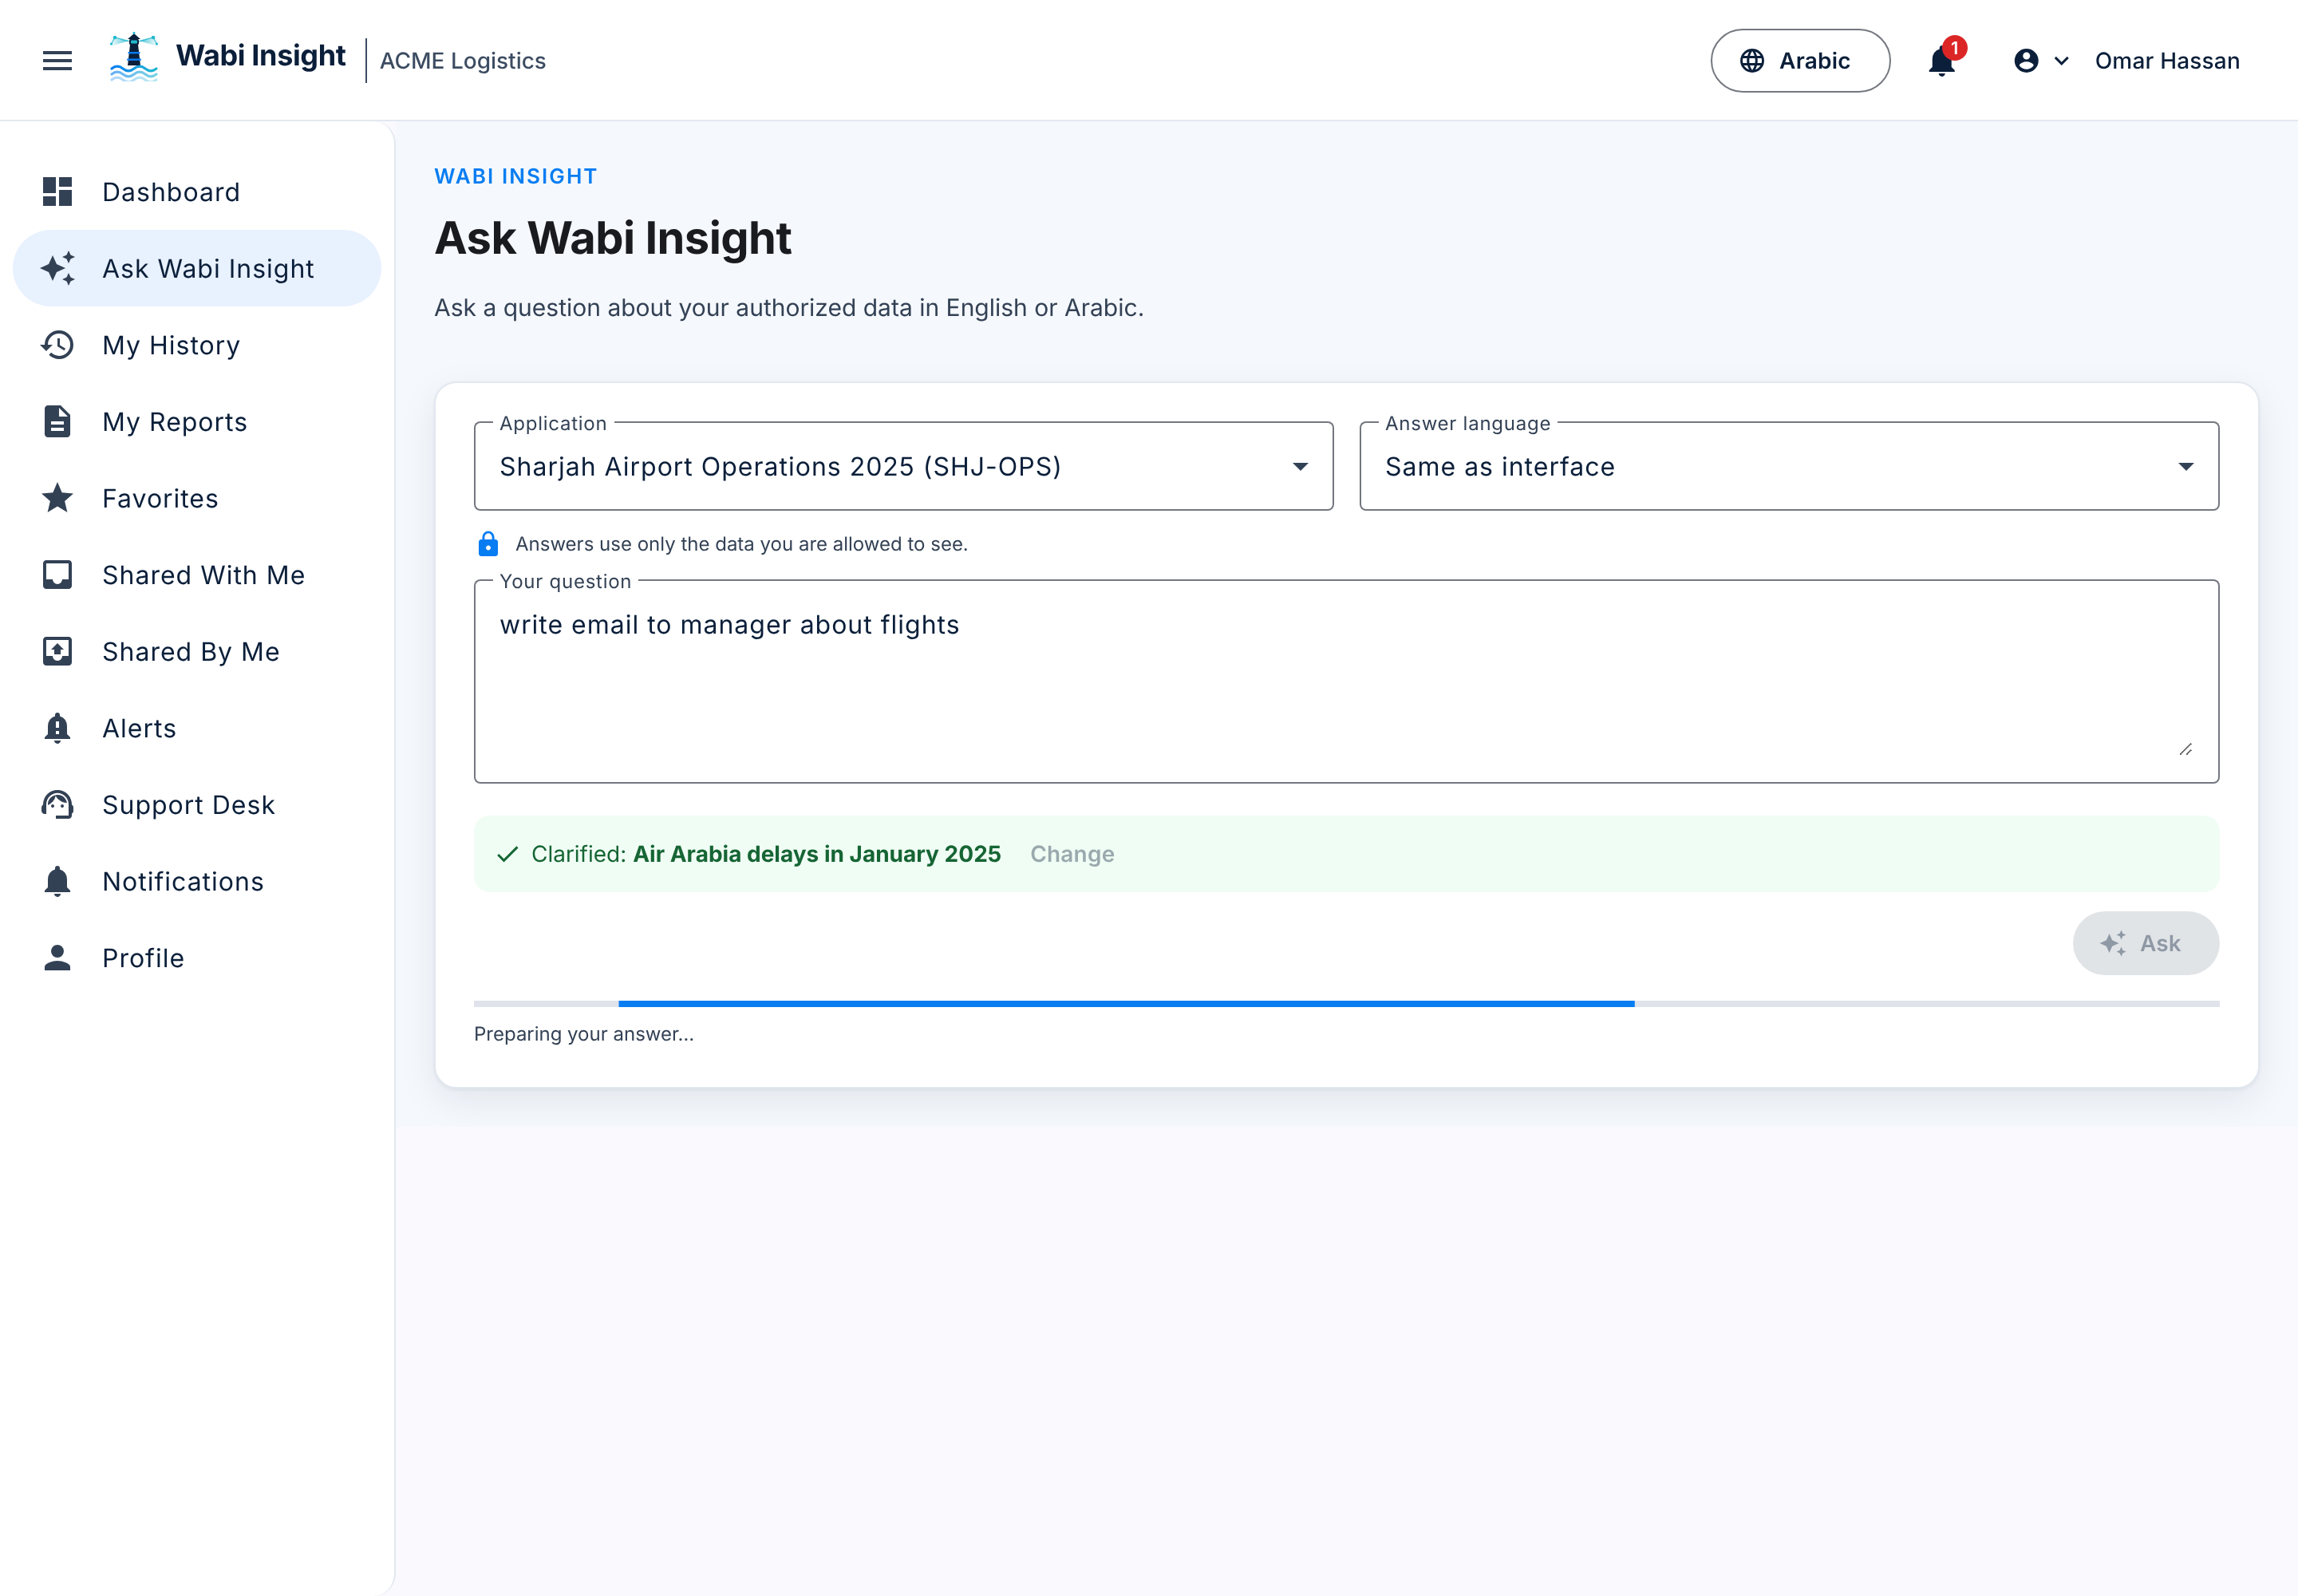 Wabi Insight
ACME Logistics
Arabic
1
Omar Hassan
Dashboard
Ask Wabi Insight
My History
My Reports
Favorites
Shared With Me
Shared By Me
Alerts
Support Desk
Notifications
Profile
WABI INSIGHT
Ask Wabi Insight
Ask a question about your authorized data in English or Arabic.
Application
Sharjah Airport Operations 2025 (SHJ-OPS)
Answer language
Same as interface
Answers use only the data you are allowed to see.
Your question
write email to manager about flights
Clarified: Air Arabia delays in January 2025 Change
Ask
Preparing your answer...